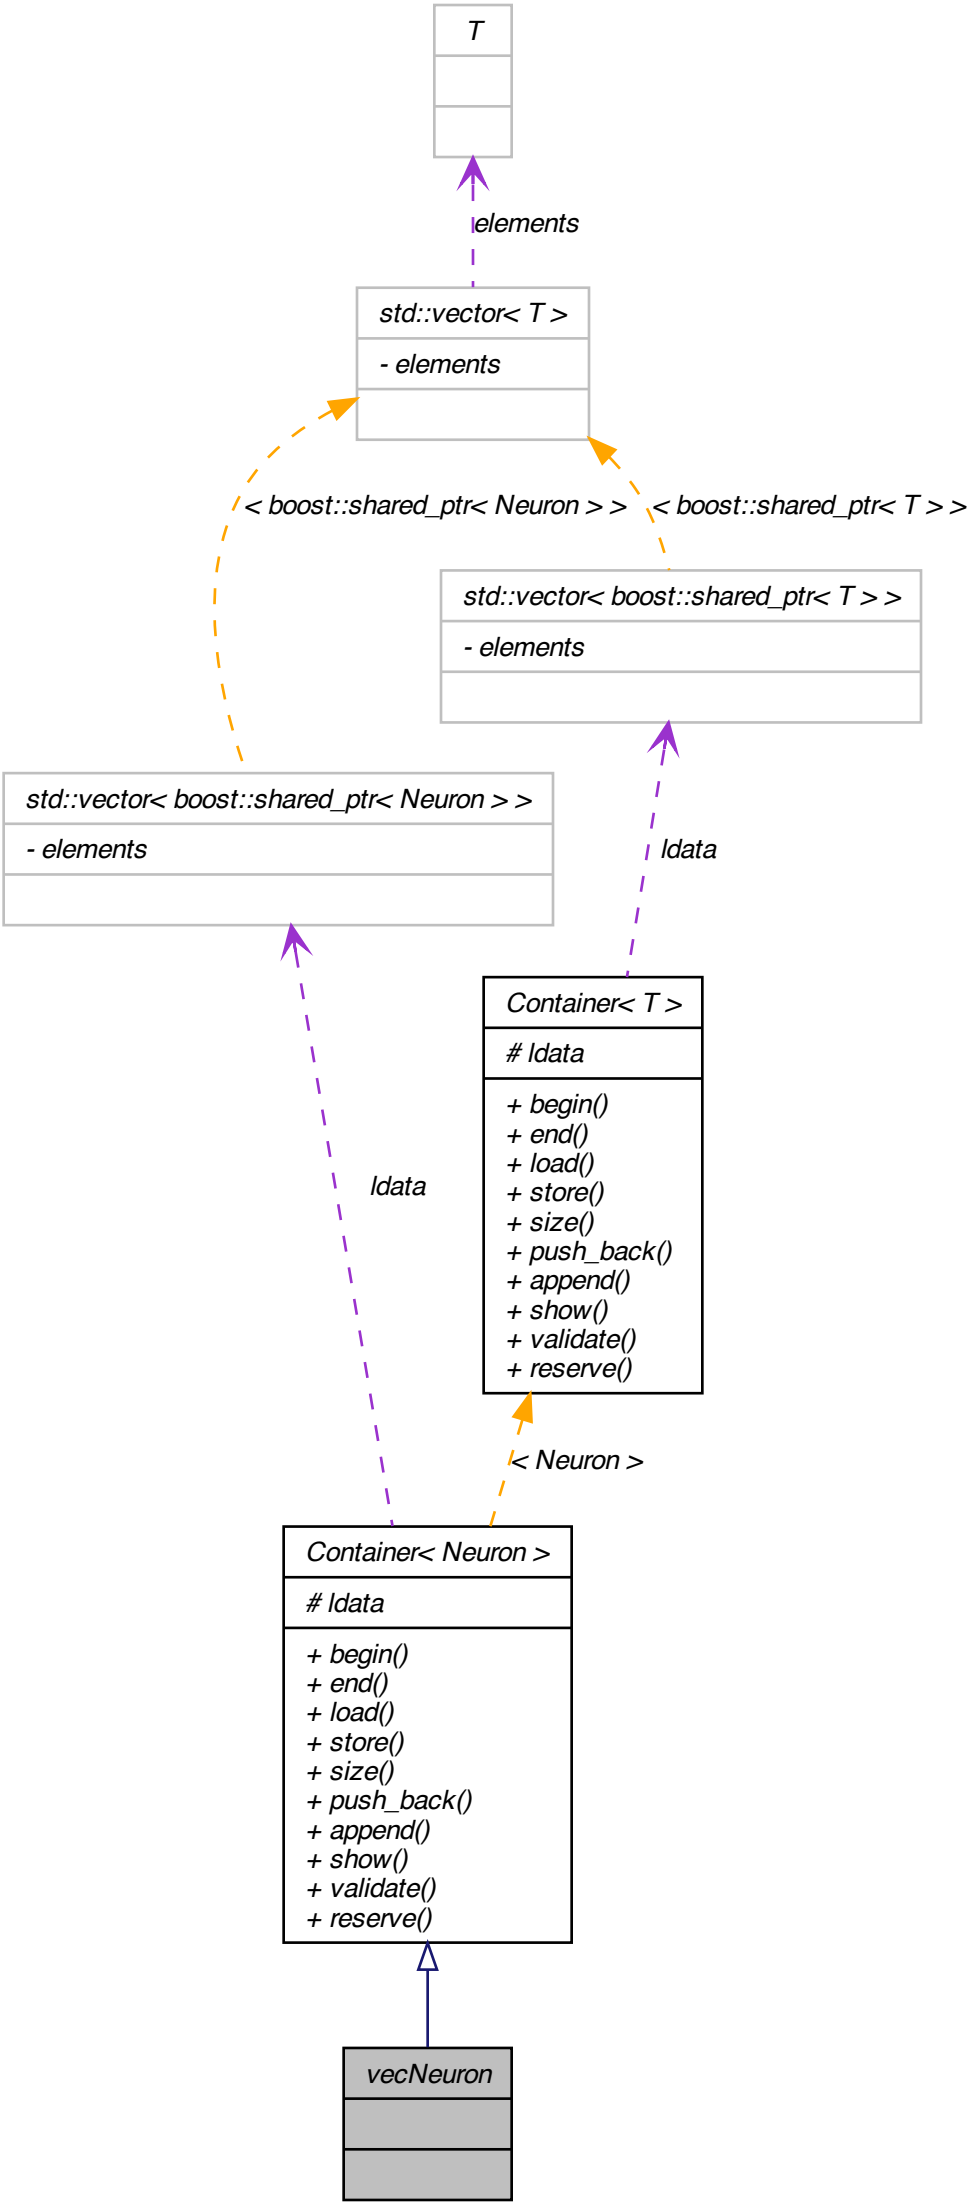 T
elements
std::vector< T >
- elements
< boost::shared_ptr< Neuron > >
< boost::shared_ptr< T > >
std::vector< boost::shared_ptr< T > >
- elements
std::vector< boost::shared_ptr< Neuron > >
- elements
ldata
ldata
Container< T >
# ldata
+ begin()
+ end()
+ load()
+ store()
+ size()
+ push_back()
+ append()
+ show()
+ validate()
+ reserve()
< Neuron >
Container< Neuron >
# ldata
+ begin()
+ end()
+ load()
+ store()
+ size()
+ push_back()
+ append()
+ show()
+ validate()
+ reserve()
vecNeuron